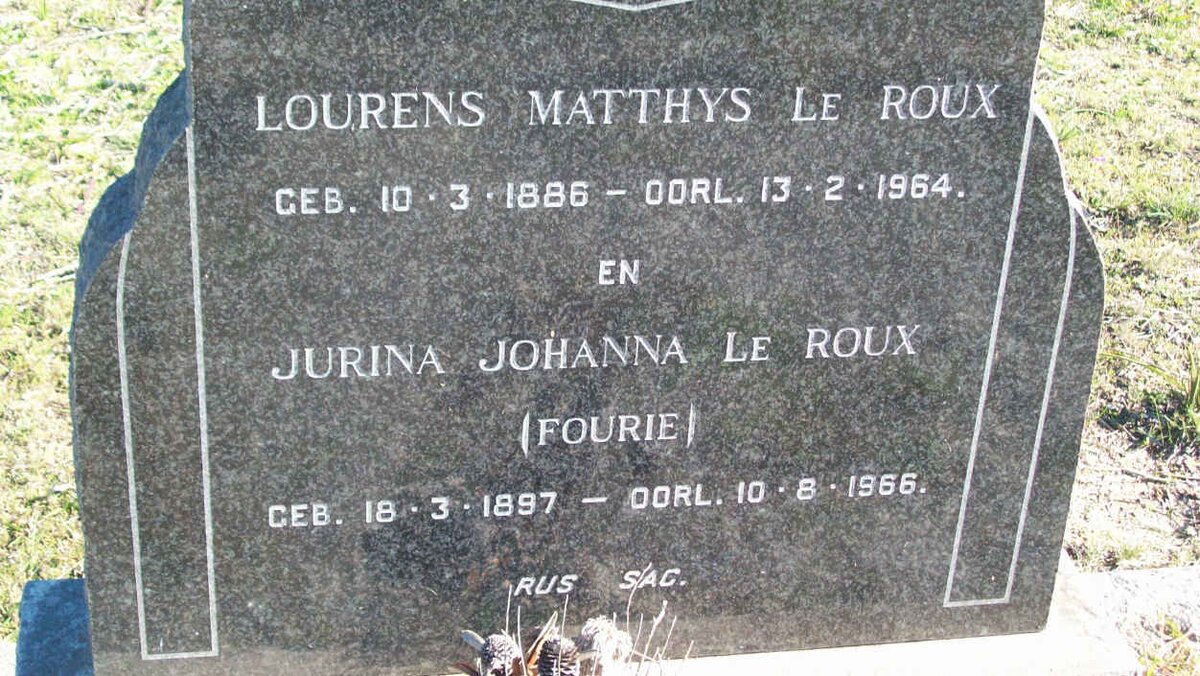 LOURENS MATTHYS LE ROUX
GEB. 10·3·1886 — OORL. 13·2·1964.
EN
JURINA JOHANNA LE ROUX
(FOURIE)
GEB. 18·3·1897 — OORL. 10·8·1966.
RUS SAG.